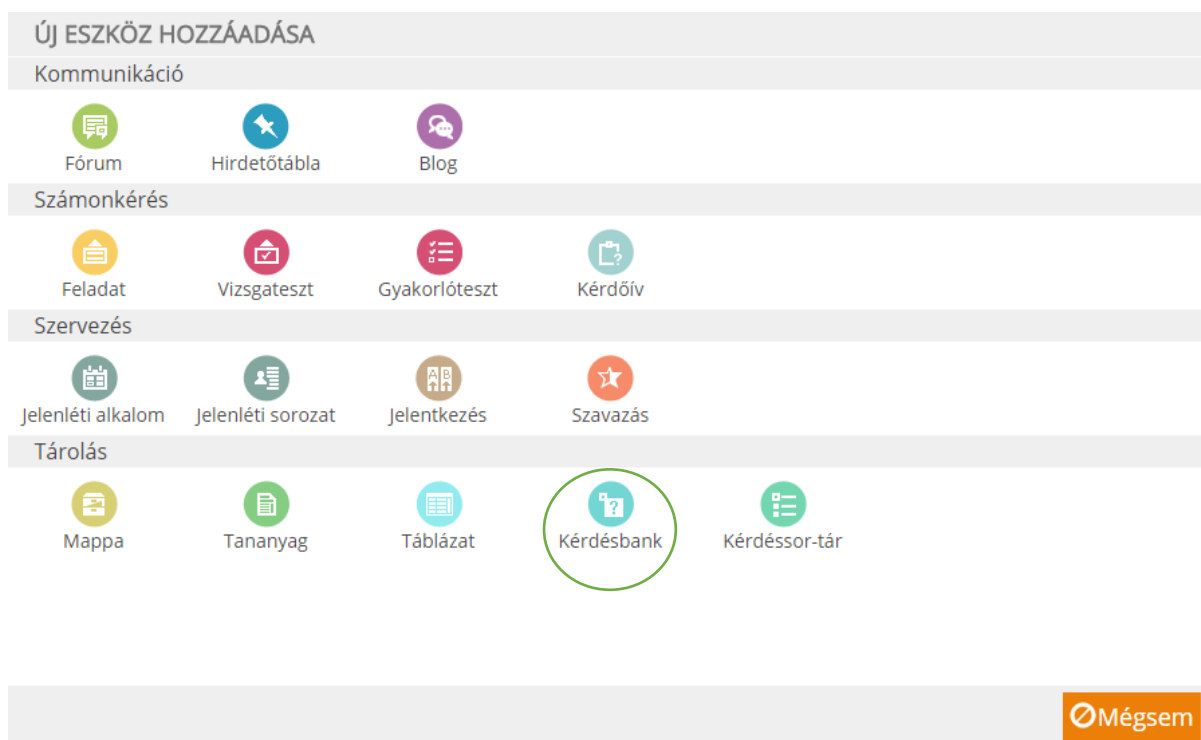 ÚJ ESZKÖZ HOZZÁADÁSA
Kommunikáció
Fórum Hirdetőtábla Blog
Számonkérés
Feladat Vizsgateszt Gyakorlóteszt Kérdőív
Szervezés
Jelenléti alkalom Jelenléti sorozat Jelentkezés Szavazás
Tárolás
Mappa Tananyag Táblázat Kérdésbank Kérdéssor-tár
Mégsem